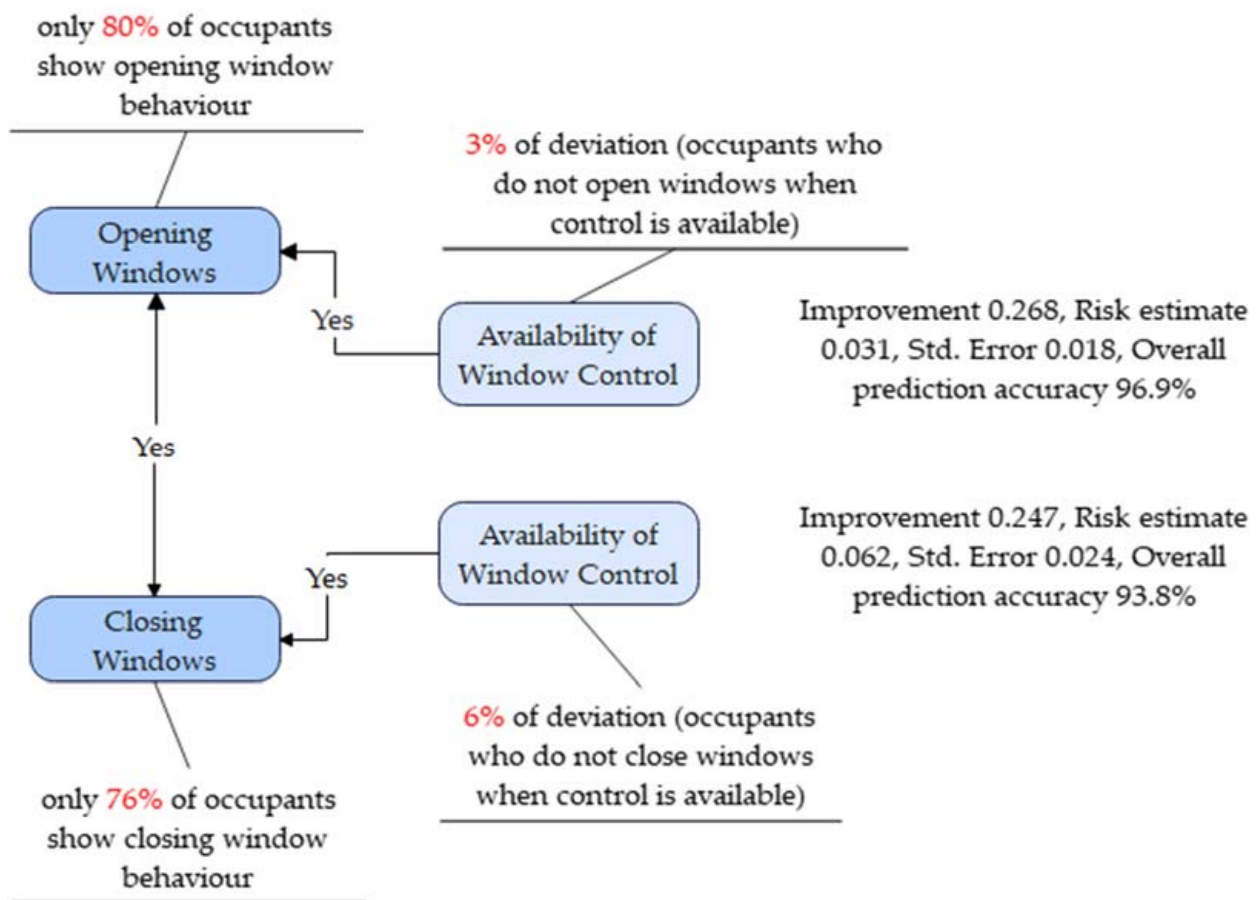 only 80% of occupants
show opening window
behaviour
3% of deviation (occupants who
do not open windows when
control is available)
Opening
Windows
Yes
Availability of
Window Control
Improvement 0.268, Risk estimate
0.031, Std. Error 0.018, Overall
prediction accuracy 96.9%
Yes
Availability of
Window Control
Improvement 0.247, Risk estimate
0.062, Std. Error 0.024, Overall
prediction accuracy 93.8%
Yes
Closing
Windows
6% of deviation (occupants
who do not close windows
when control is available)
only 76% of occupants
show closing window
behaviour